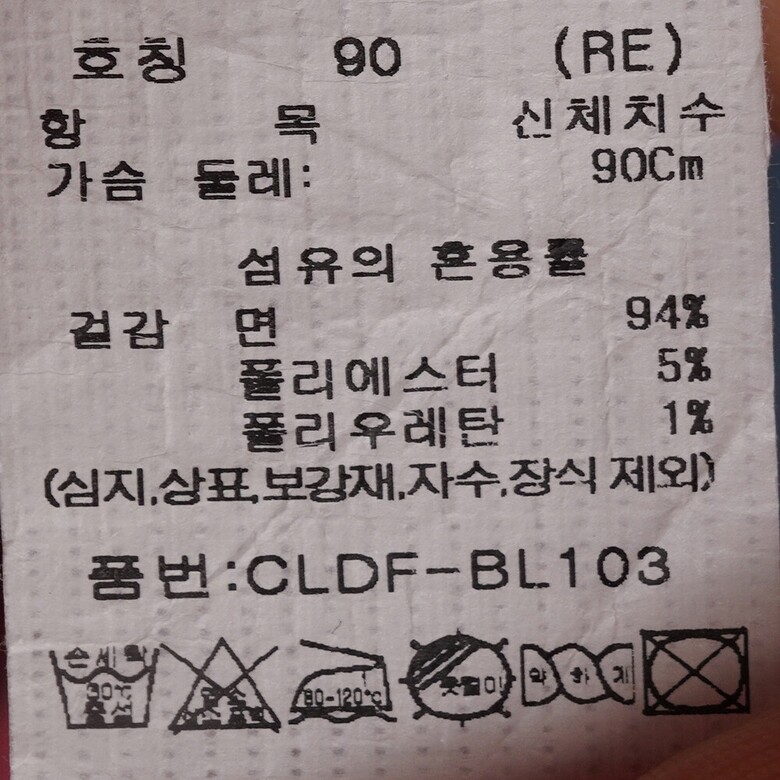 호칭 90 (RE)
항 목 신체치수
가슴 둘레: 90Cm
섬유의 혼용률
겉감 면 94%
폴리에스터 5%
폴리우레탄 1%
(심지,상표,보강재,자수,장식 제외)
품번:CLDF-BL103
손세탁 옷걸이 약하게
30℃ 80-120℃
중성